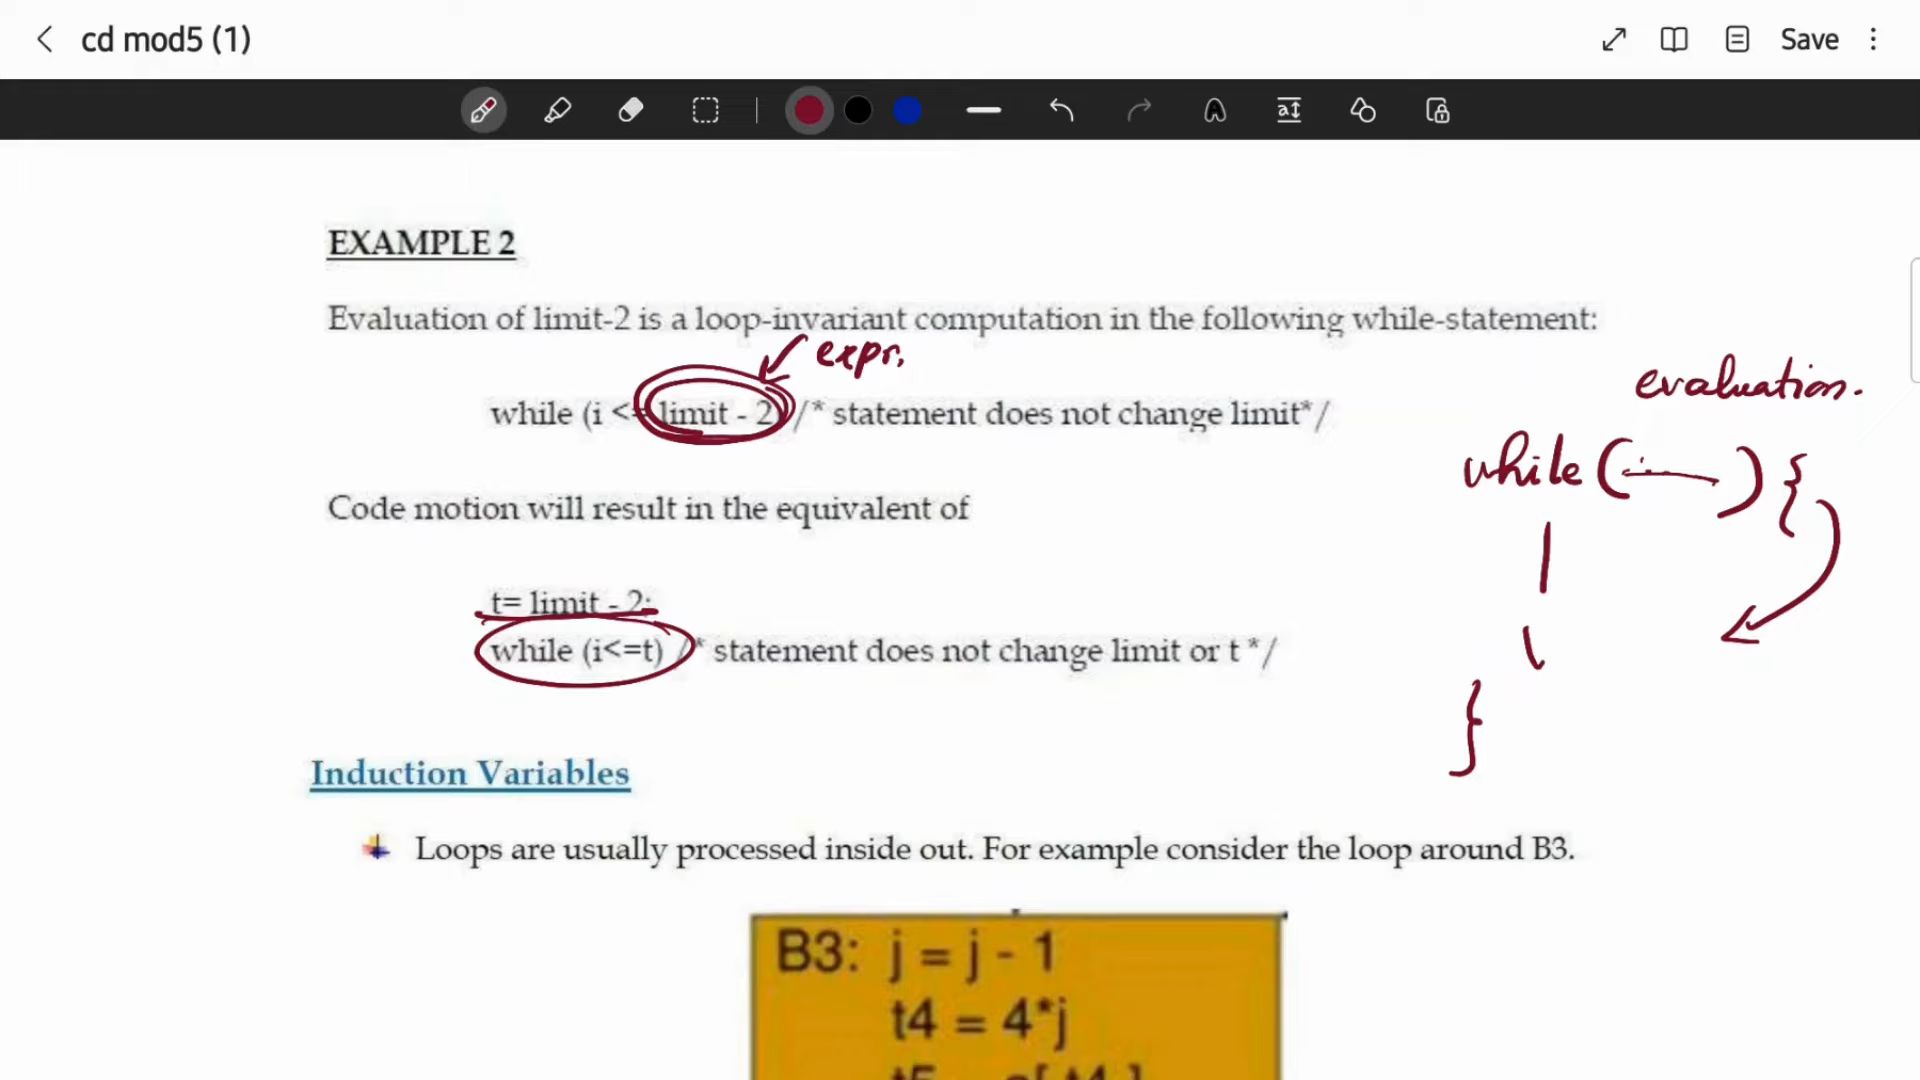 cd mod5 (1)
Save
EXAMPLE 2
Evaluation of limit-2 is a loop-invariant computation in the following while-statement:
expr.
evaluation.
while (i <= limit - 2) /* statement does not change limit*/
while ( ) {
Code motion will result in the equivalent of
t= limit - 2;
while (i<=t) /* statement does not change limit or t */
}
Induction Variables
Loops are usually processed inside out. For example consider the loop around B3.
B3: j = j - 1
t4 = 4*j